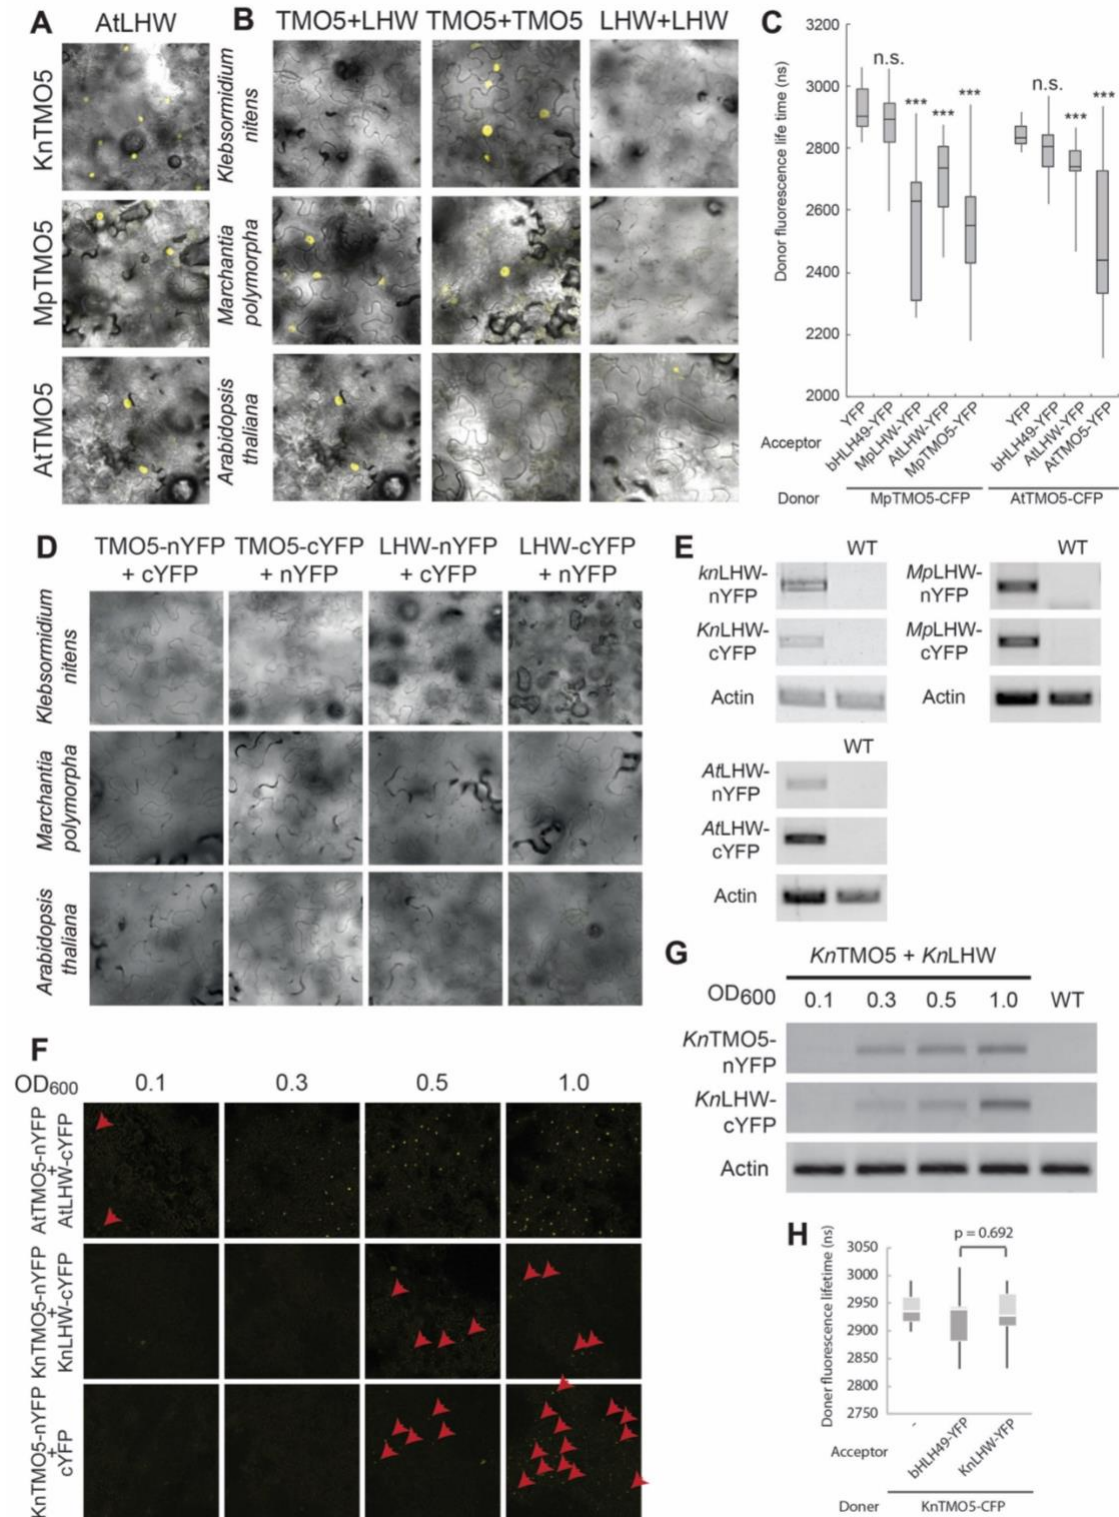 A
AtLHW
KnTMO5
MpTMO5
AtTMO5
B
TMO5+LHW TMO5+TMO5 LHW+LHW
Klebsormidium
nitens
Marchantia
polymorpha
Arabidopsis
thaliana
C
Donor fluorescence life time (ns)
3200
3000
2800
2600
2400
2200
2000
n.s.
***
***
***
n.s.
***
***
Acceptor
YFP
bHLH49-YFP
MpLHW-YFP
AtLHW-YFP
MpTMO5-YFP
YFP
bHLH49-YFP
AtLHW-YFP
AtTMO5-YFP
Donor
MpTMO5-CFP
AtTMO5-CFP
D
TMO5-nYFP
+ cYFP
TMO5-cYFP
+ nYFP
LHW-nYFP
+ cYFP
LHW-cYFP
+ nYFP
Klebsormidium
nitens
Marchantia
polymorpha
Arabidopsis
thaliana
E
WT
knLHW-
nYFP
KnLHW-
cYFP
Actin
WT
MpLHW-
nYFP
MpLHW-
cYFP
Actin
WT
AtLHW-
nYFP
AtLHW-
cYFP
Actin
F
OD600 0.1 0.3 0.5 1.0
AtTMO5-nYFP
+
AtLHW-cYFP
KnTMO5-nYFP
+
KnLHW-cYFP
KnTMO5-nYFP
+
cYFP
G
KnTMO5 + KnLHW
OD600 0.1 0.3 0.5 1.0 WT
KnTMO5-
nYFP
KnLHW-
cYFP
Actin
H
Doner fluorescence lifetime (ns)
p = 0.692
3050
3000
2950
2900
2850
2800
2750
Acceptor
-
bHLH49-YFP
KnLHW-YFP
Doner
KnTMO5-CFP